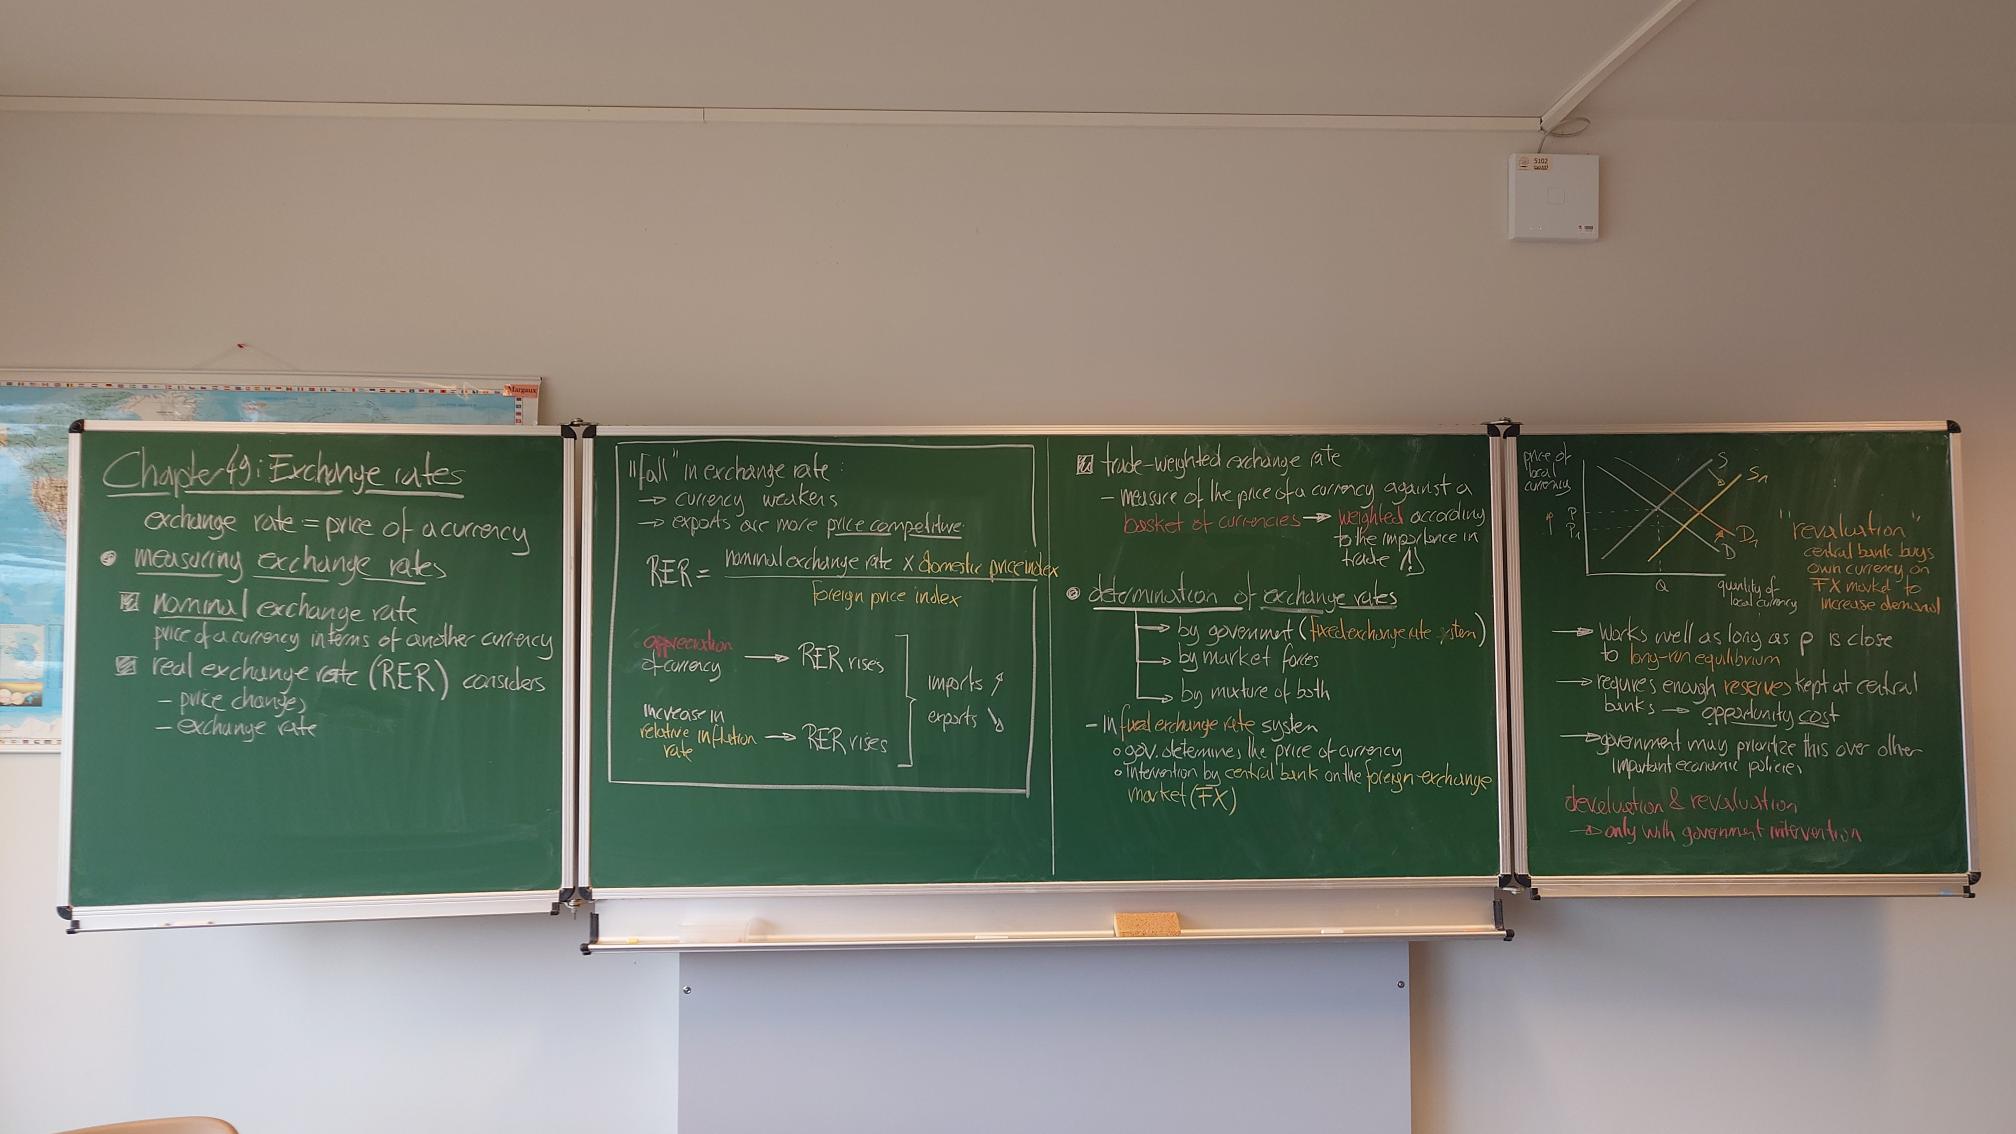 Margaux
S102
Chapter 49: Exchange rates
exchange rate = price of a currency
measuring exchange rates
nominal exchange rate
price of a currency in terms of another currency
real exchange rate (RER) considers
- price changes
- exchange rate
"fall" in exchange rate:
→ currency weakens
→ exports are more price competitive
RER = nominal exchange rate × domestic price index
foreign price index
appreciation
of currency → RER rises
increase in
relative inflation → RER rises
rate
imports ↗
exports ↘
trade-weighted exchange rate
- measure of the price of a currency against a
basket of currencies → weighted according
to the importance in
trade !
determination of exchange rates
→ by government (fixed exchange rate system)
→ by market forces
→ by mixture of both
- in fixed exchange rate system
○ gov. determines the price of currency
○ intervention by central bank on the foreign exchange
market (FX)
price of
local
currency
↑
P
P1
S
S1
D1
D
Q
quantity of
local currency
"revaluation"
central bank buys
own currency on
FX market to
increase demand
→ works well as long as P is close
to long-run equilibrium
→ requires enough reserves kept at central
banks → opportunity cost
→ government may prioritize this over other
important economic policies
devaluation & revaluation
→ only with government intervention